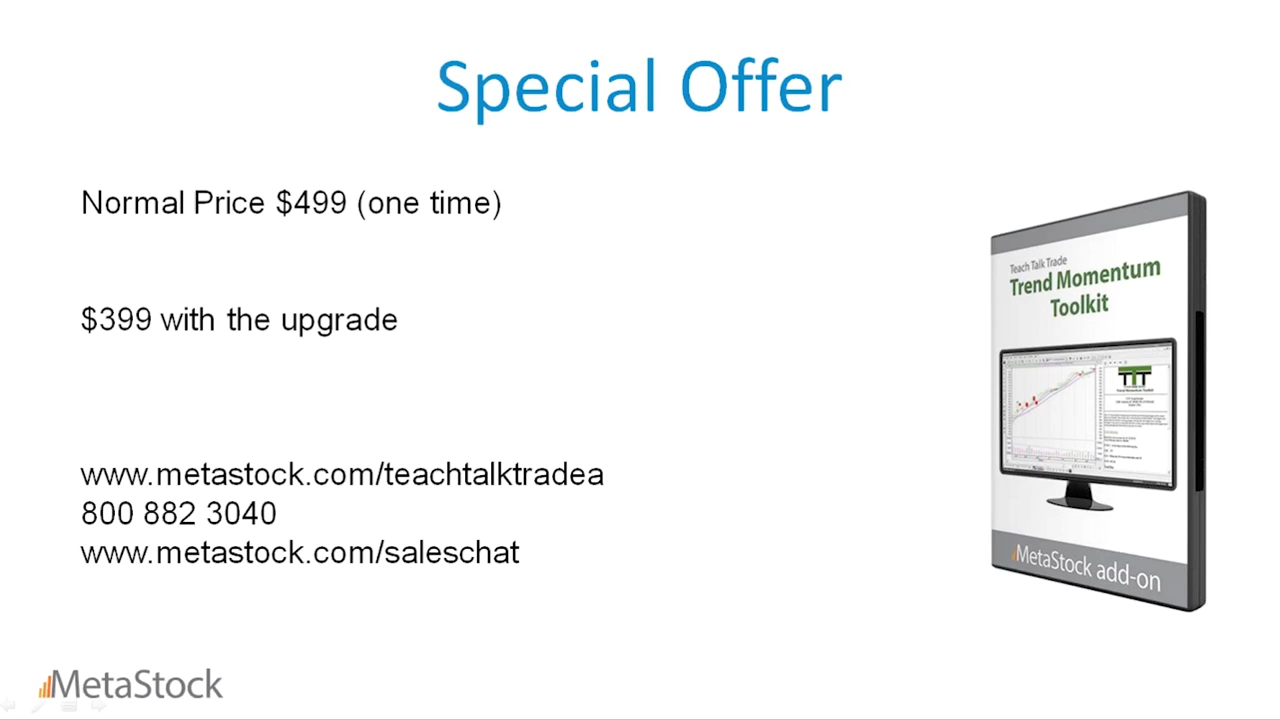 Special Offer
Normal Price $499 (one time)
$399 with the upgrade
www.metastock.com/teachtalktradea
800 882 3040
www.metastock.com/saleschat
Teach Talk Trade
Trend Momentum
Toolkit
TTT
MetaStock add-on
MetaStock